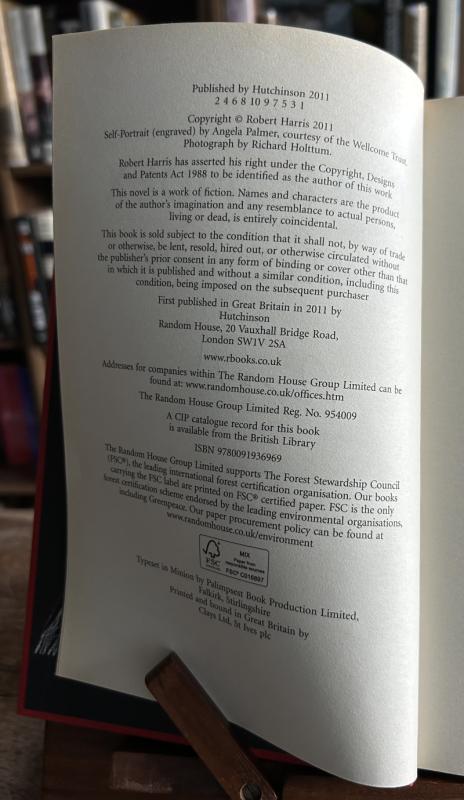 Published by Hutchinson 2011
2 4 6 8 10 9 7 5 3 1
Copyright © Robert Harris 2011
Self-Portrait (engraved) by Angela Palmer, courtesy of the Wellcome Trust.
Photograph by Richard Holttum.
Robert Harris has asserted his right under the Copyright, Designs
and Patents Act 1988 to be identified as the author of this work
This novel is a work of fiction. Names and characters are the product
of the author's imagination and any resemblance to actual persons,
living or dead, is entirely coincidental.
This book is sold subject to the condition that it shall not, by way of trade
or otherwise, be lent, resold, hired out, or otherwise circulated without
the publisher's prior consent in any form of binding or cover other than that
in which it is published and without a similar condition, including this
condition, being imposed on the subsequent purchaser
First published in Great Britain in 2011 by
Hutchinson
Random House, 20 Vauxhall Bridge Road,
London SW1V 2SA
www.rbooks.co.uk
Addresses for companies within The Random House Group Limited can be
found at: www.randomhouse.co.uk/offices.htm
The Random House Group Limited Reg. No. 954009
A CIP catalogue record for this book
is available from the British Library
ISBN 9780091936969
The Random House Group Limited supports The Forest Stewardship Council
(FSC®), the leading international forest certification organisation. Our books
carrying the FSC label are printed on FSC® certified paper. FSC is the only
forest certification scheme endorsed by the leading environmental organisations,
including Greenpeace. Our paper procurement policy can be found at
www.randomhouse.co.uk/environment
FSC
MIX
Paper from
responsible sources
FSC® C016897
Typeset in Minion by Palimpsest Book Production Limited,
Falkirk, Stirlingshire
Printed and bound in Great Britain by
Clays Ltd, St Ives plc